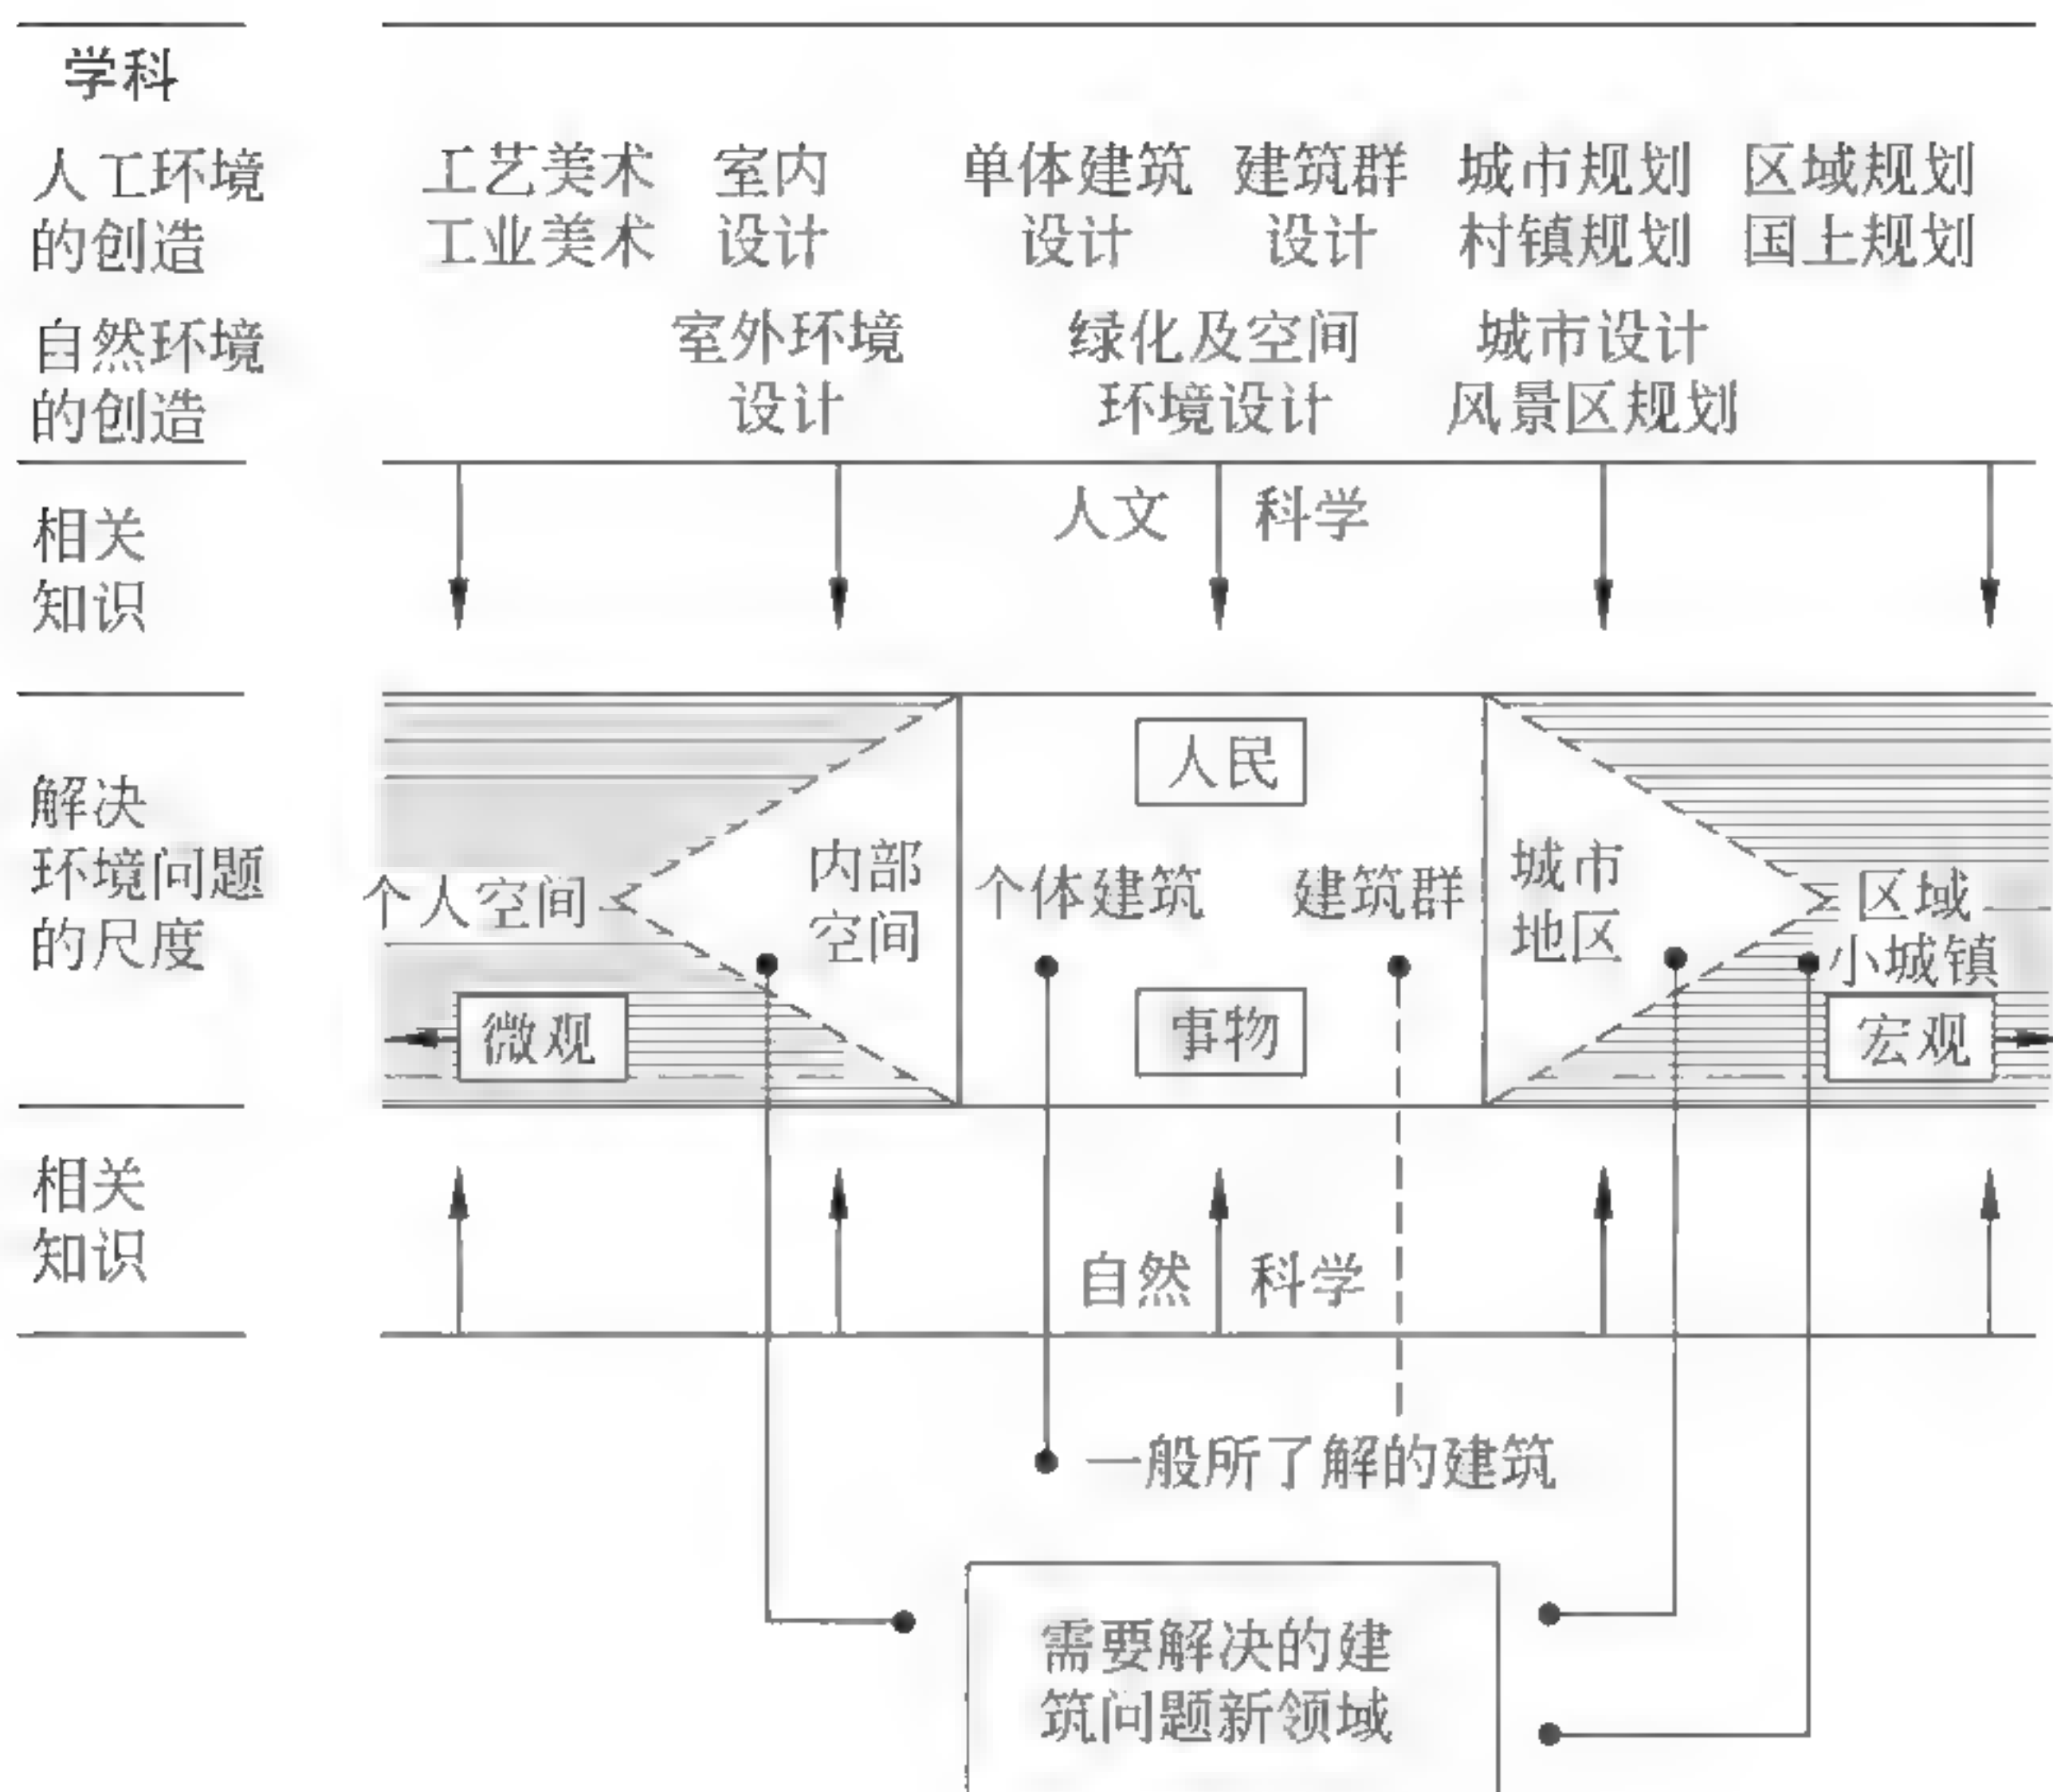 学科
人工环境
的创造
工艺美术
工业美术
室内
设计
单体建筑
设计
建筑群
设计
城市规划
村镇规划
区域规划
国上规划
自然环境
的创造
室外环境
设计
绿化及空间
环境设计
城市设计
风景区规划
相关
知识
人文 科学
解决
环境问题
的尺度
人民
个人空间
内部
空间
个体建筑
建筑群
城市
地区
区域
小城镇
微观
事物
宏观
相关
知识
自然 科学
一般所了解的建筑
需要解决的建
筑问题新领域